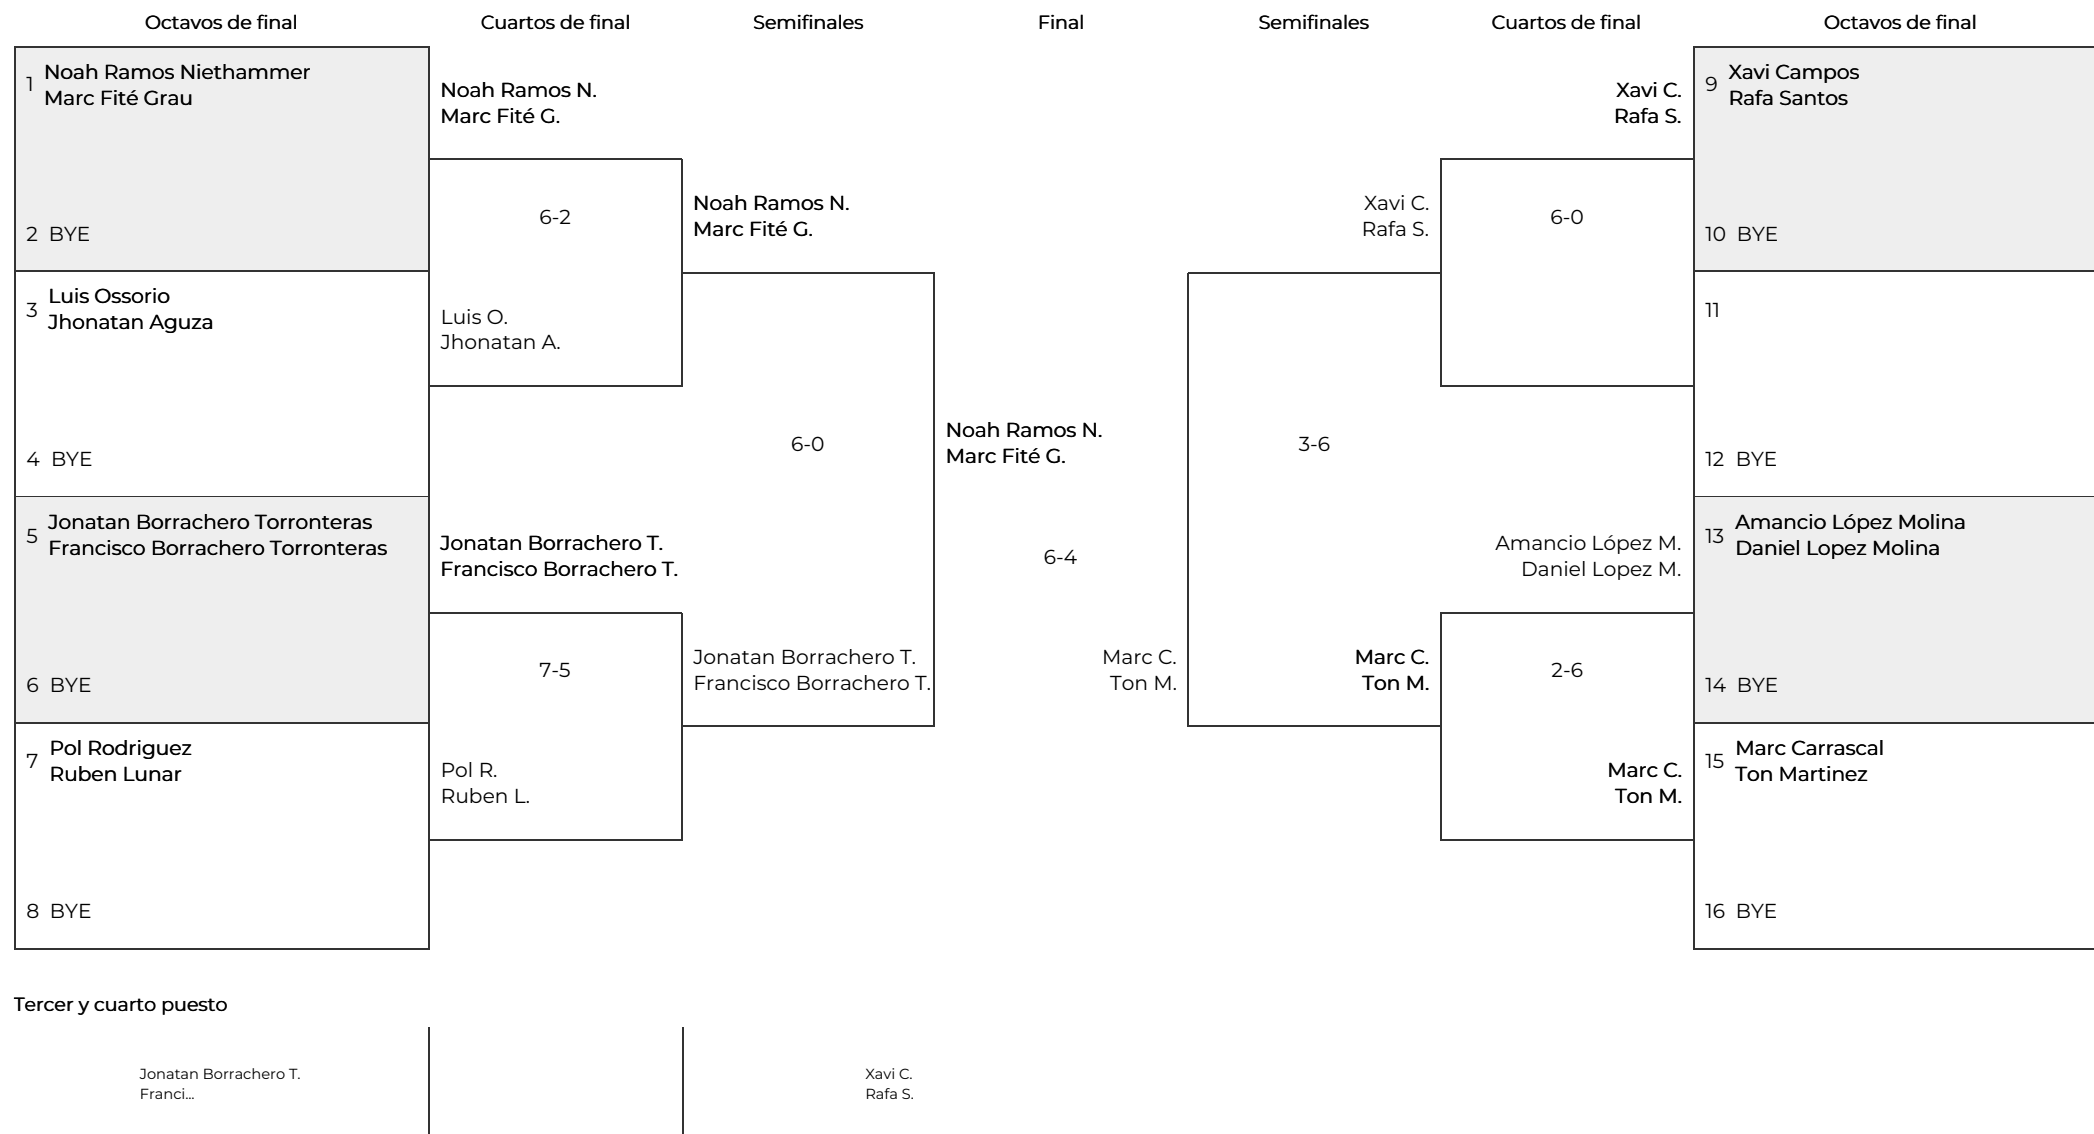 Octavos de final
Cuartos de final
Semifinales
Final
Semifinales
Cuartos de final
Octavos de final
1 Noah Ramos Niethammer
Marc Fité Grau
2 BYE
3 Luis Ossorio
Jhonatan Aguza
4 BYE
5 Jonatan Borrachero Torronteras
Francisco Borrachero Torronteras
6 BYE
7 Pol Rodriguez
Ruben Lunar
8 BYE
Noah Ramos N.
Marc Fité G.
6-2
Luis O.
Jhonatan A.
Jonatan Borrachero T.
Francisco Borrachero T.
7-5
Pol R.
Ruben L.
Noah Ramos N.
Marc Fité G.
6-0
Jonatan Borrachero T.
Francisco Borrachero T.
Noah Ramos N.
Marc Fité G.
6-4
Marc C.
Ton M.
Xavi C.
Rafa S.
3-6
Marc C.
Ton M.
Xavi C.
Rafa S.
6-0
Amancio López M.
Daniel Lopez M.
2-6
Marc C.
Ton M.
9 Xavi Campos
Rafa Santos
10 BYE
11
12 BYE
13 Amancio López Molina
Daniel Lopez Molina
14 BYE
15 Marc Carrascal
Ton Martinez
16 BYE
Tercer y cuarto puesto
Jonatan Borrachero T.
Franci...
Xavi C.
Rafa S.